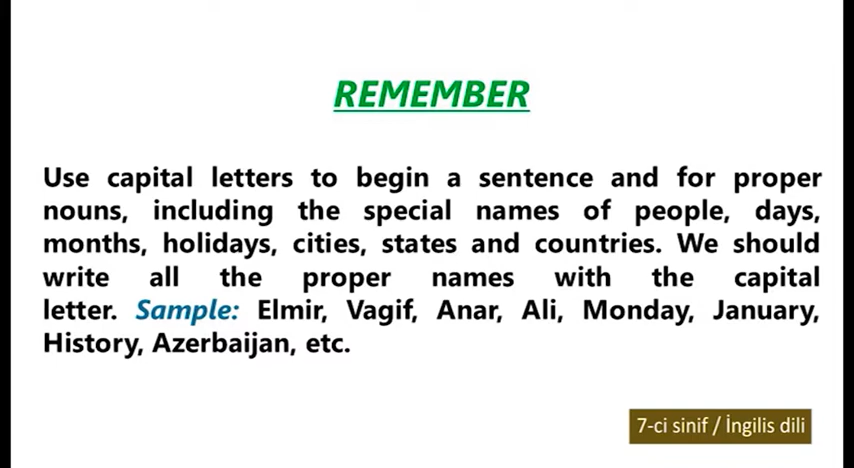 REMEMBER
Use capital letters to begin a sentence and for proper
nouns, including the special names of people, days,
months, holidays, cities, states and countries. We should
write all the proper names with the capital
letter. Sample: Elmir, Vagif, Anar, Ali, Monday, January,
History, Azerbaijan, etc.
7-ci sinif / İngilis dili